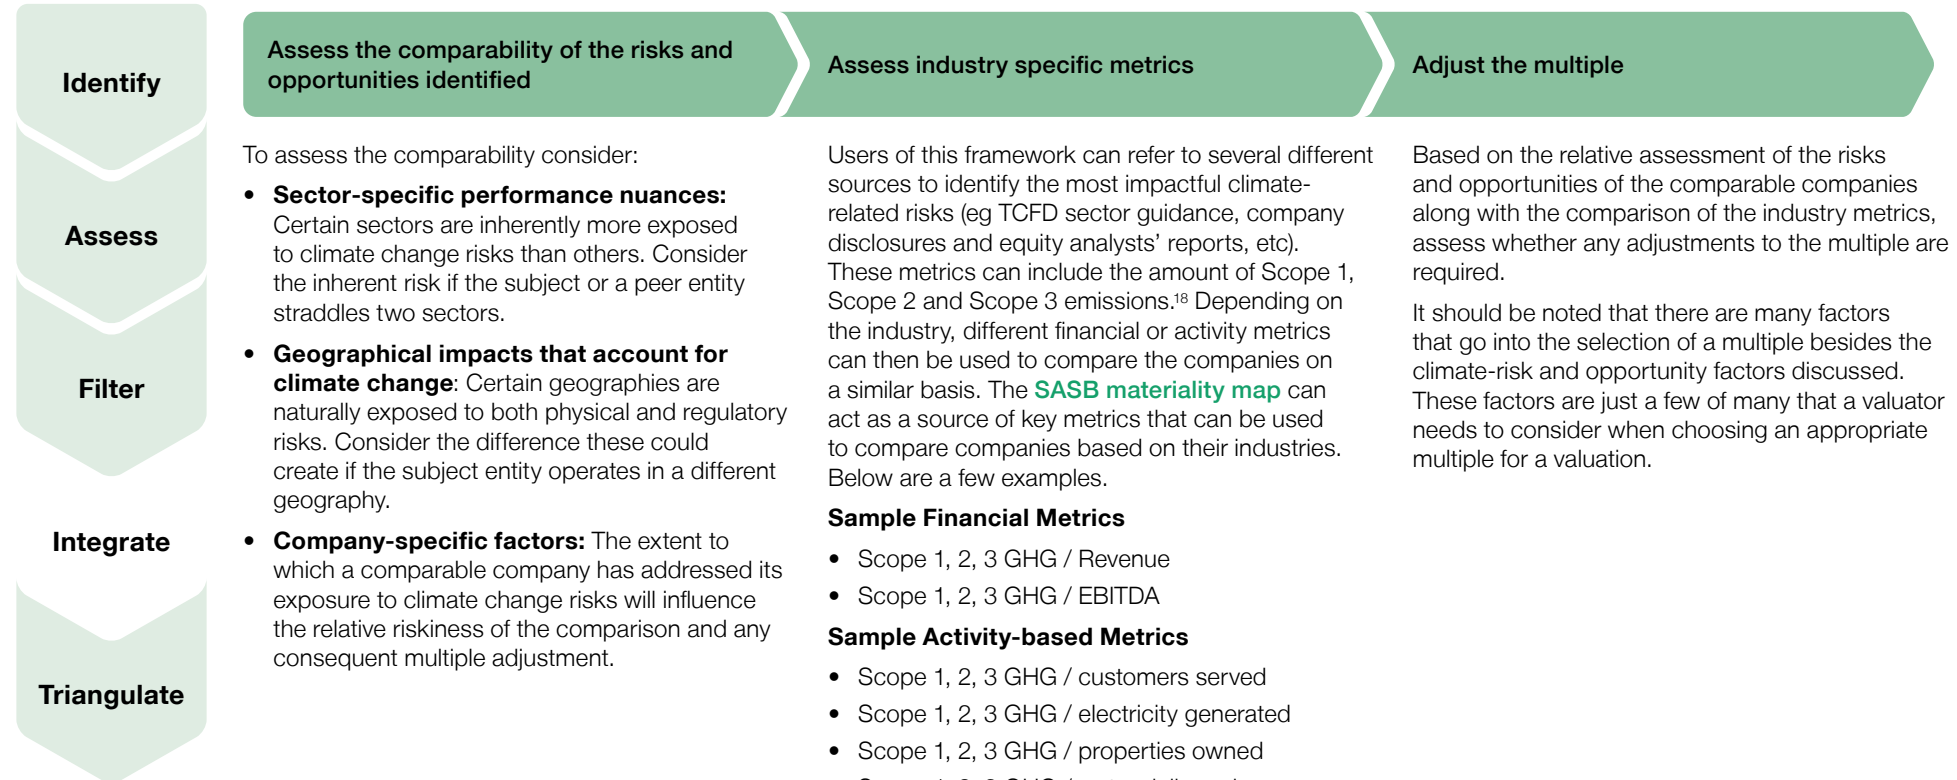 Identify
Assess
Filter
Integrate
Triangulate
Assess the comparability of the risks and
opportunities identified
To assess the comparability consider:
• Sector-specific performance nuances:
Certain sectors are inherently more exposed
to climate change risks than others. Consider
the inherent risk if the subject or a peer entity
straddles two sectors.
• Geographical impacts that account for
climate change: Certain geographies are
naturally exposed to both physical and regulatory
risks. Consider the difference these could
create if the subject entity operates in a different
geography.
• Company-specific factors: The extent to
which a comparable company has addressed its
exposure to climate change risks will influence
the relative riskiness of the comparison and any
consequent multiple adjustment.
Assess industry specific metrics
Users of this framework can refer to several different
sources to identify the most impactful climate-
related risks (eg TCFD sector guidance, company
disclosures and equity analysts’ reports, etc).
These metrics can include the amount of Scope 1,
Scope 2 and Scope 3 emissions.18 Depending on
the industry, different financial or activity metrics
can then be used to compare the companies on
a similar basis. The SASB materiality map can
act as a source of key metrics that can be used
to compare companies based on their industries.
Below are a few examples.
Sample Financial Metrics
• Scope 1, 2, 3 GHG / Revenue
• Scope 1, 2, 3 GHG / EBITDA
Sample Activity-based Metrics
• Scope 1, 2, 3 GHG / customers served
• Scope 1, 2, 3 GHG / electricity generated
• Scope 1, 2, 3 GHG / properties owned
Adjust the multiple
Based on the relative assessment of the risks
and opportunities of the comparable companies
along with the comparison of the industry metrics,
assess whether any adjustments to the multiple are
required.
It should be noted that there are many factors
that go into the selection of a multiple besides the
climate-risk and opportunity factors discussed.
These factors are just a few of many that a valuator
needs to consider when choosing an appropriate
multiple for a valuation.